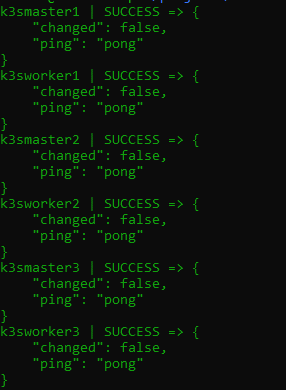 k3smaster1 | SUCCESS => {
    "changed": false,
    "ping": "pong"
}
k3sworker1 | SUCCESS => {
    "changed": false,
    "ping": "pong"
}
k3smaster2 | SUCCESS => {
    "changed": false,
    "ping": "pong"
}
k3sworker2 | SUCCESS => {
    "changed": false,
    "ping": "pong"
}
k3smaster3 | SUCCESS => {
    "changed": false,
    "ping": "pong"
}
k3sworker3 | SUCCESS => {
    "changed": false,
    "ping": "pong"
}